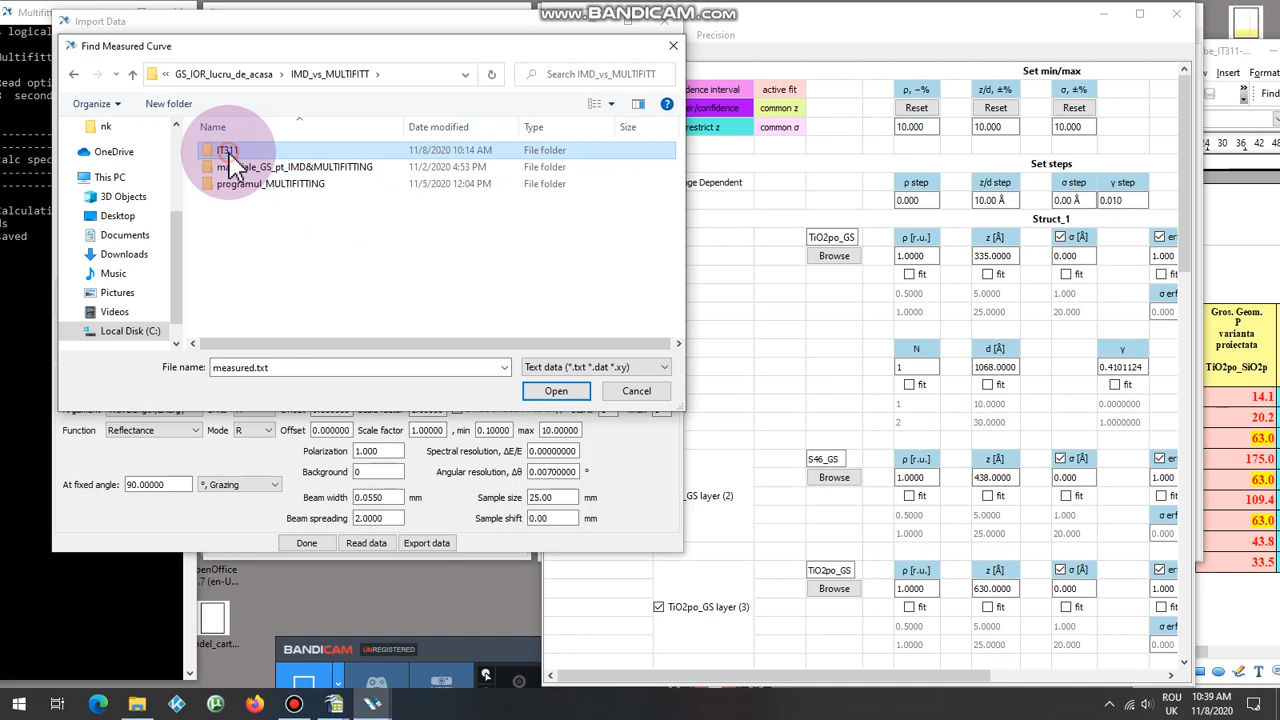 www.BANDICAM.com
Multifitt
Import Data
Find Measured Curve
GS_IOR_lucru_de_acasa
IMD_vs_MULTIFITT
Search IMD_vs_MULTIFITT
Organize
New folder
nk
OneDrive
This PC
3D Objects
Desktop
Documents
Downloads
Music
Pictures
Videos
Local Disk (C:)
Name
Date modified
Type
Size
IT311
11/8/2020 10:14 AM
File folder
11/2/2020 4:53 PM
File folder
programul_MULTIFITTING
11/5/2020 12:04 PM
File folder
File name:
measured.txt
Text data (*.txt *.dat *.xy)
Open
Cancel
Function
Reflectance
Mode
R
Offset
0.000000
Scale factor
1.00000
, min
0.10000
max
10.00000
Polarization
1.000
Spectral resolution, ΔE/E
0.00000000
Background
0
Angular resolution, Δθ
0.00700000
°
At fixed angle:
90.00000
°, Grazing
Beam width
0.0550
mm
Sample size
25.00
mm
Beam spreading
2.0000
Sample shift
0.00
mm
Done
Read data
Export data
Precision
dence interval
active fit
er/confidence
common z
restrict z
common σ
Set min/max
ρ, −%
z/d, ±%
σ, ±%
Reset
Reset
Reset
10.000
10.000
10.000
Set steps
nge Dependent
ρ step
z/d step
σ step
γ step
0.000
10.00 Å
0.00 Å
0.010
Struct_1
TiO2po_GS
Browse
ρ [r.u.]
z [Å]
σ [Å]
1.0000
335.0000
0.000
1.000
fit
fit
fit
0.5000
5.0000
1.000
σ erf
1.0000
25.0000
20.000
N
d [Å]
γ
1
1068.0000
0.4101124
fit
fit
fit
1
10.0000
0.0000000
2
30.0000
1.0000000
S46_GS
Browse
_GS layer (2)
ρ [r.u.]
z [Å]
σ [Å]
1.0000
438.0000
0.000
1.000
fit
fit
fit
0.5000
5.0000
1.000
1.0000
25.0000
20.000
TiO2po_GS
Browse
TiO2po_GS layer (3)
ρ [r.u.]
z [Å]
σ [Å]
1.0000
630.0000
0.000
1.000
fit
fit
fit
0.5000
5.0000
1.000
σ erf
1.0000
25.0000
20.000
be_IT311-...
Insert
Format
Find
Gros. Geom.
P
varianta
proiectata
TiO2po_SiO2p
14.1
20.2
63.0
175.0
63.0
109.4
63.0
43.8
33.5
BANDICAM
UNREGISTERED
ROU
10:39 AM
INTL
11/8/2020